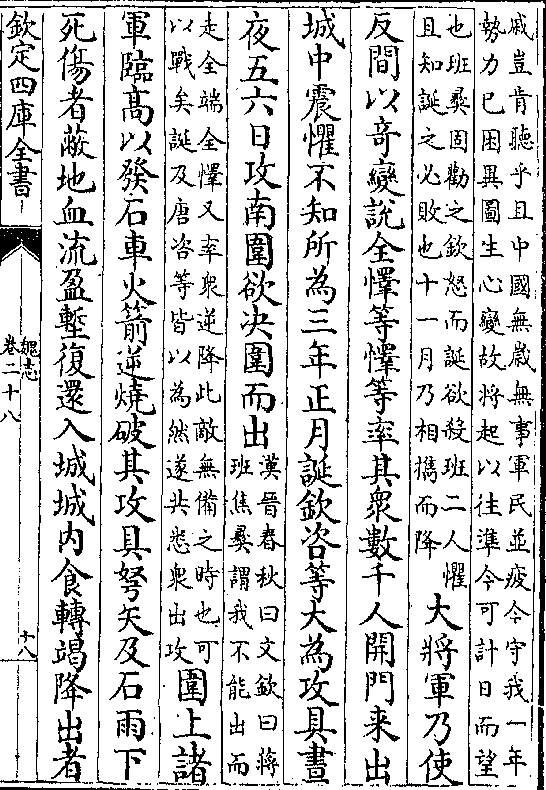 戚豈肯聽乎且中國無歲無事軍民並疲今守我一年
勢力已困異圖生心變故將起以往準今可計日而望
也班彝固勸之欽怒而誕欲殺班二人懼
且知誕之必敗也十一月乃相攜而降
大將軍乃使
反間以奇變說全懌等懌等率其衆數千人開門来出
城中震懼不知所為三年正月誕欽咨等大為攻具晝
夜五六日攻南圍欲决圍而出
漢晉春秋曰文欽曰蔣
班焦彝謂我不能出而
走全端全懌又率衆逆降此敵無備之時也可
以戰矣誕及唐咨等皆以為然遂共悉衆出攻
圍上諸
軍臨髙以發石車火箭逆燒破其攻具弩矢及石雨下
死傷者蔽地血流盈塹復還入城城内食轉竭降出者
欽定四庫全書
魏志
卷二十八
十八